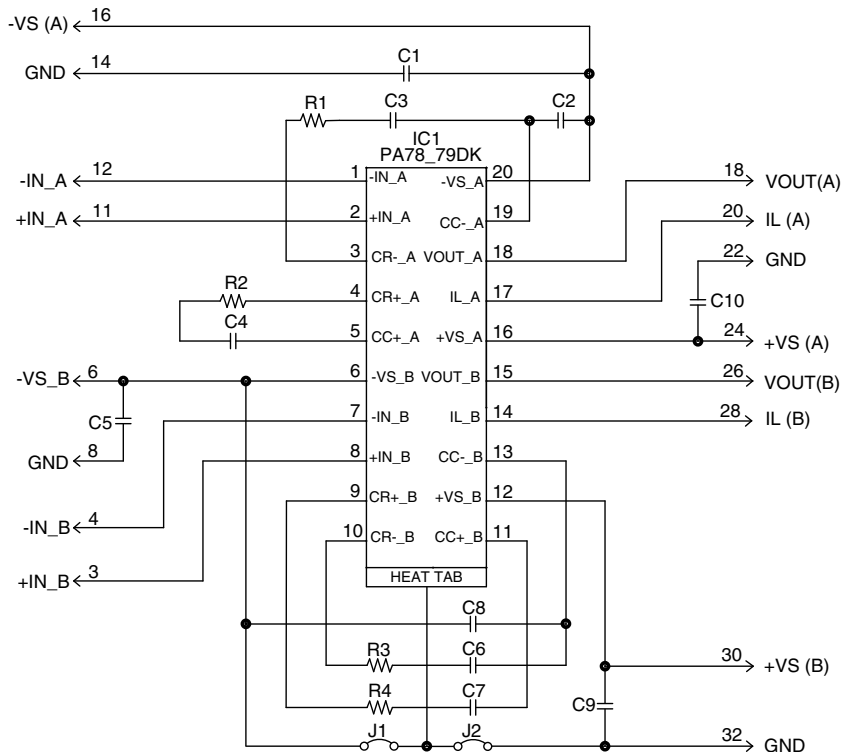 -VS (A) 16
GND 14 C1
R1 C3 C2
IC1
PA78_79DK
-IN_A 12 1 -IN_A -VS_A 20 18 VOUT(A)
+IN_A 11 2 +IN_A CC-_A 19 20 IL (A)
3 CR-_A VOUT_A 18 22 GND
R2 4 CR+_A IL_A 17 C10
C4 5 CC+_A +VS_A 16 24 +VS (A)
-VS_B 6 6 -VS_B VOUT_B 15 26 VOUT(B)
C5 7 -IN_B IL_B 14 28 IL (B)
GND 8 8 +IN_B CC-_B 13
9 CR+_B +VS_B 12
-IN_B 4 10 CR-_B CC+_B 11
+IN_B 3 HEAT TAB
C8
R3 C6 30 +VS (B)
R4 C7 C9
J1 J2 32 GND